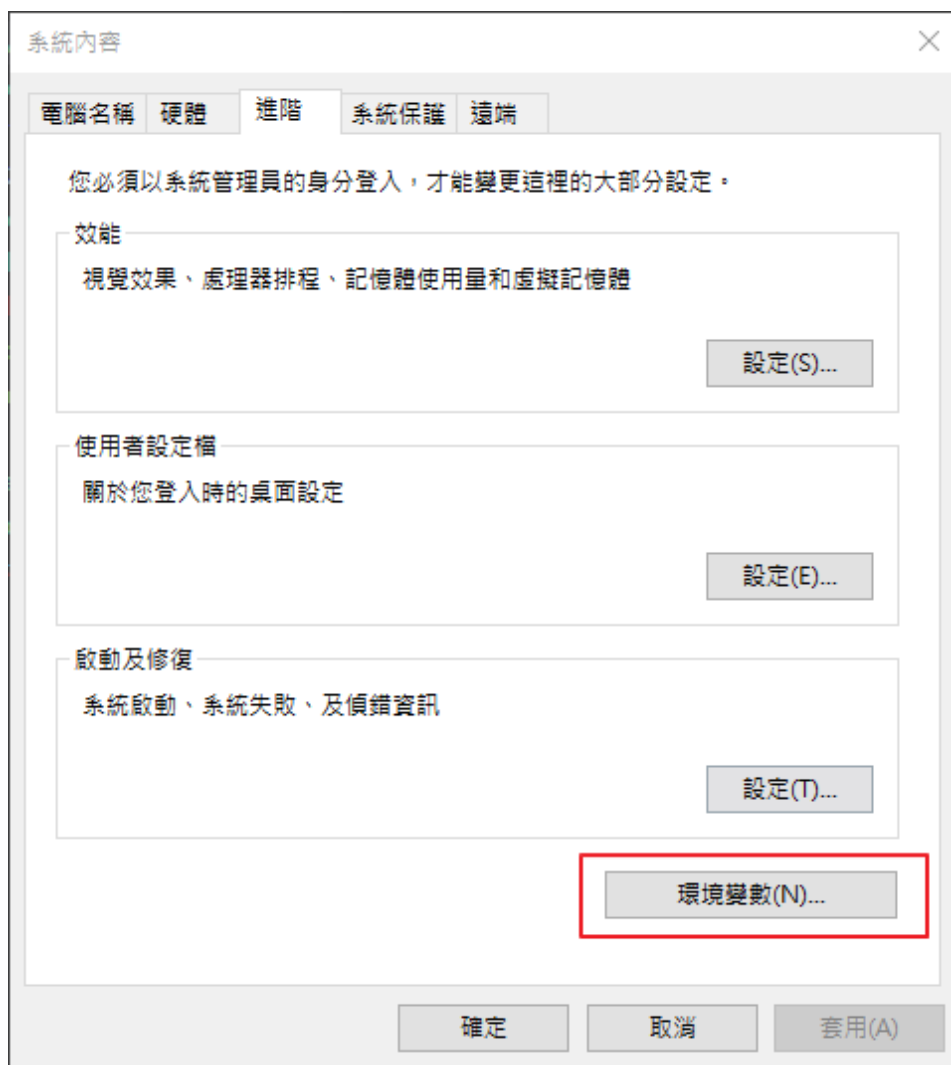 系統內容
電腦名稱 硬體 進階 系統保護 遠端
您必須以系統管理員的身分登入，才能變更這裡的大部分設定。
效能
視覺效果、處理器排程、記憶體使用量和虛擬記憶體
設定(S)...
使用者設定檔
關於您登入時的桌面設定
設定(E)...
啟動及修復
系統啟動、系統失敗、及偵錯資訊
設定(T)...
環境變數(N)...
確定 取消 套用(A)